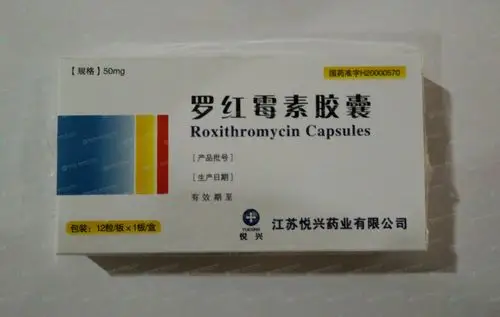 【规格】50mg
国药准字H20000570
罗红霉素胶囊
Roxithromycin Capsules
[产品批号]
[生产日期]
有效期至
包装：12粒/板×1板/盒
悦兴
江苏悦兴药业有限公司